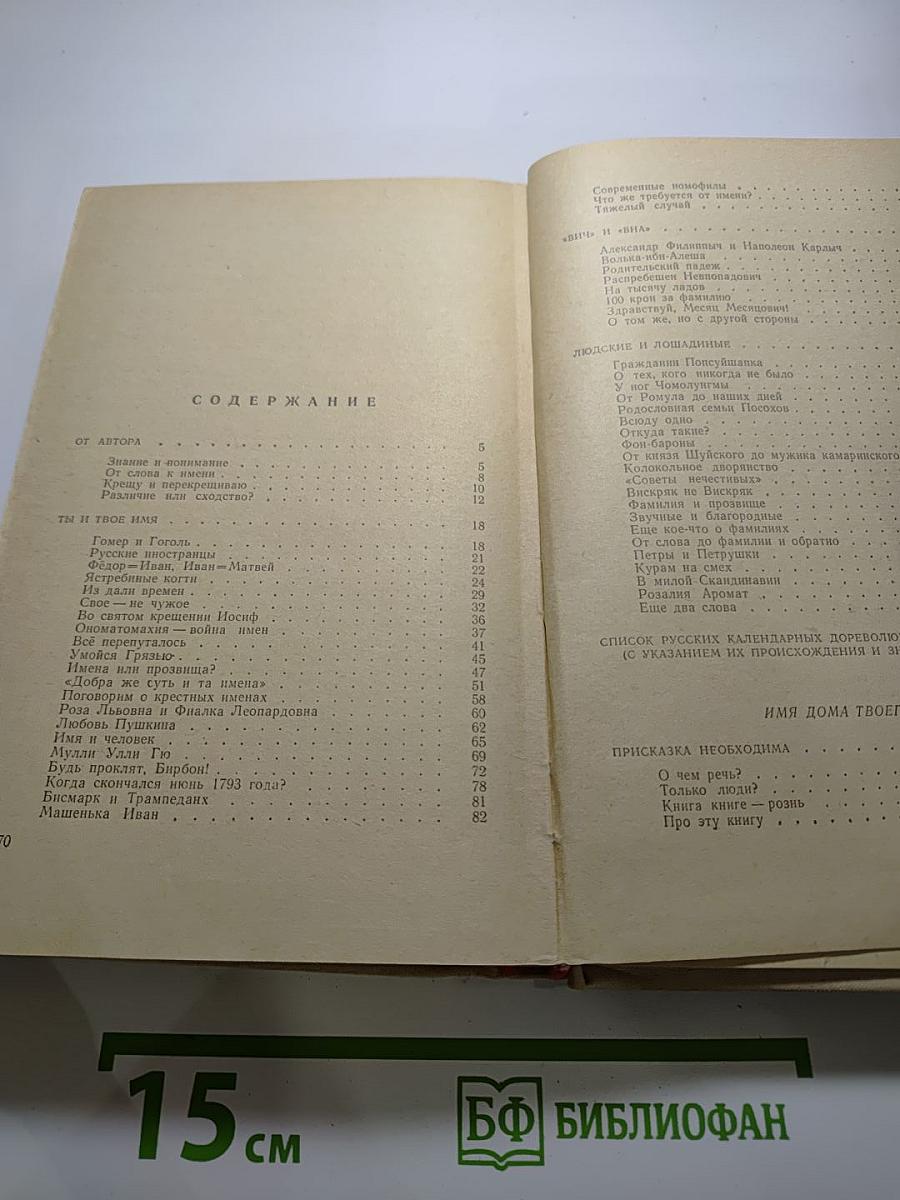 СОДЕРЖАНИЕ
ОТ АВТОРА . . . . . . . . . . . . . . 5
Знание и понимание . . . . . . . . . . 5
От слова к имени . . . . . . . . . . 8
Крещу и перекрещиваю . . . . . . . . . . 10
Различие или сходство? . . . . . . . . . . 12
ТЫ И ТВОЕ ИМЯ . . . . . . . . . . . . . . 18
Гомер и Гоголь . . . . . . . . . . 18
Русские иностранцы . . . . . . . . . . 21
Фёдор=Иван, Иван=Матвей . . . . . . . . . . 22
Ястребиные когти . . . . . . . . . . 24
Из дали времен . . . . . . . . . . 29
Свое — не чужое . . . . . . . . . . 32
Во святом крещении Иосиф . . . . . . . . . . 36
Ономатомахия — война имен . . . . . . . . . . 37
Всё перепуталось . . . . . . . . . . 41
Умойся Грязью . . . . . . . . . . 45
Имена или прозвища? . . . . . . . . . . 47
«Добра же суть и та имена» . . . . . . . . . . 51
Поговорим о крестных именах . . . . . . . . . . 58
Роза Львовна и Фиалка Леопардовна . . . . . . . . 60
Любовь Пушкина . . . . . . . . . . 62
Имя и человек . . . . . . . . . . 65
Мулли Улли Гю . . . . . . . . . . 69
Будь проклят, Бирбон! . . . . . . . . . . 72
Когда скончался июнь 1793 года? . . . . . . . . 78
Бисмарк и Трампеданх . . . . . . . . . . 81
Машенька Иван . . . . . . . . . . 82
70
Современные номофилы . . . . . . . .
Что же требуется от имени? . . . . . . . .
Тяжелый случай . . . . . . . .
«ВИЧ» И «ВНА» . . . . . . . . . .
Александр Филиппыч и Наполеон Карлыч . . . .
Волька-ибн-Алеша . . . . . . . .
Родительский падеж . . . . . . . .
Распребешен Невпопадович . . . . . . . .
На тысячу ладов . . . . . . . .
100 крон за фамилию . . . . . . . .
Здравствуй, Месяц Месяцович! . . . . . . . .
О том же, но с другой стороны . . . . . . . .
ЛЮДСКИЕ И ЛОШАДИНЫЕ . . . . . . . .
Гражданин Попсуйшапка . . . . . . . .
О тех, кого никогда не было . . . . . . . .
У ног Чомолунгмы . . . . . . . .
От Ромула до наших дней . . . . . . . .
Родословная семьи Посохов . . . . . . . .
Всюду одно . . . . . . . .
Откуда такие? . . . . . . . .
Фон-бароны . . . . . . . .
От князя Шуйского до мужика камаринского
Колокольное дворянство . . . . . . . .
«Советы нечестивых» . . . . . . . .
Вискряк не Вискряк . . . . . . . .
Фамилия и прозвище . . . . . . . .
Звучные и благородные . . . . . . . .
Еще кое-что о фамилиях . . . . . . . .
От слова до фамилии и обратно . . . . . .
Петры и Петрушки . . . . . . . .
Курам на смех . . . . . . . .
В милой Скандинавии . . . . . . . .
Розалия Аромат . . . . . . . .
Еще два слова . . . . . . . .
СПИСОК РУССКИХ КАЛЕНДАРНЫХ ДОРЕВОЛЮ
(С УКАЗАНИЕМ ИХ ПРОИСХОЖДЕНИЯ И ЗН
ИМЯ ДОМА ТВОЕГ
ПРИСКАЗКА НЕОБХОДИМА . . . . . .
О чем речь? . . . . . . . .
Только люди? . . . . . . . .
Книга книге — рознь . . . . . .
Про эту книгу . . . . . . . .
15 см
БФ БИБЛИОФАН